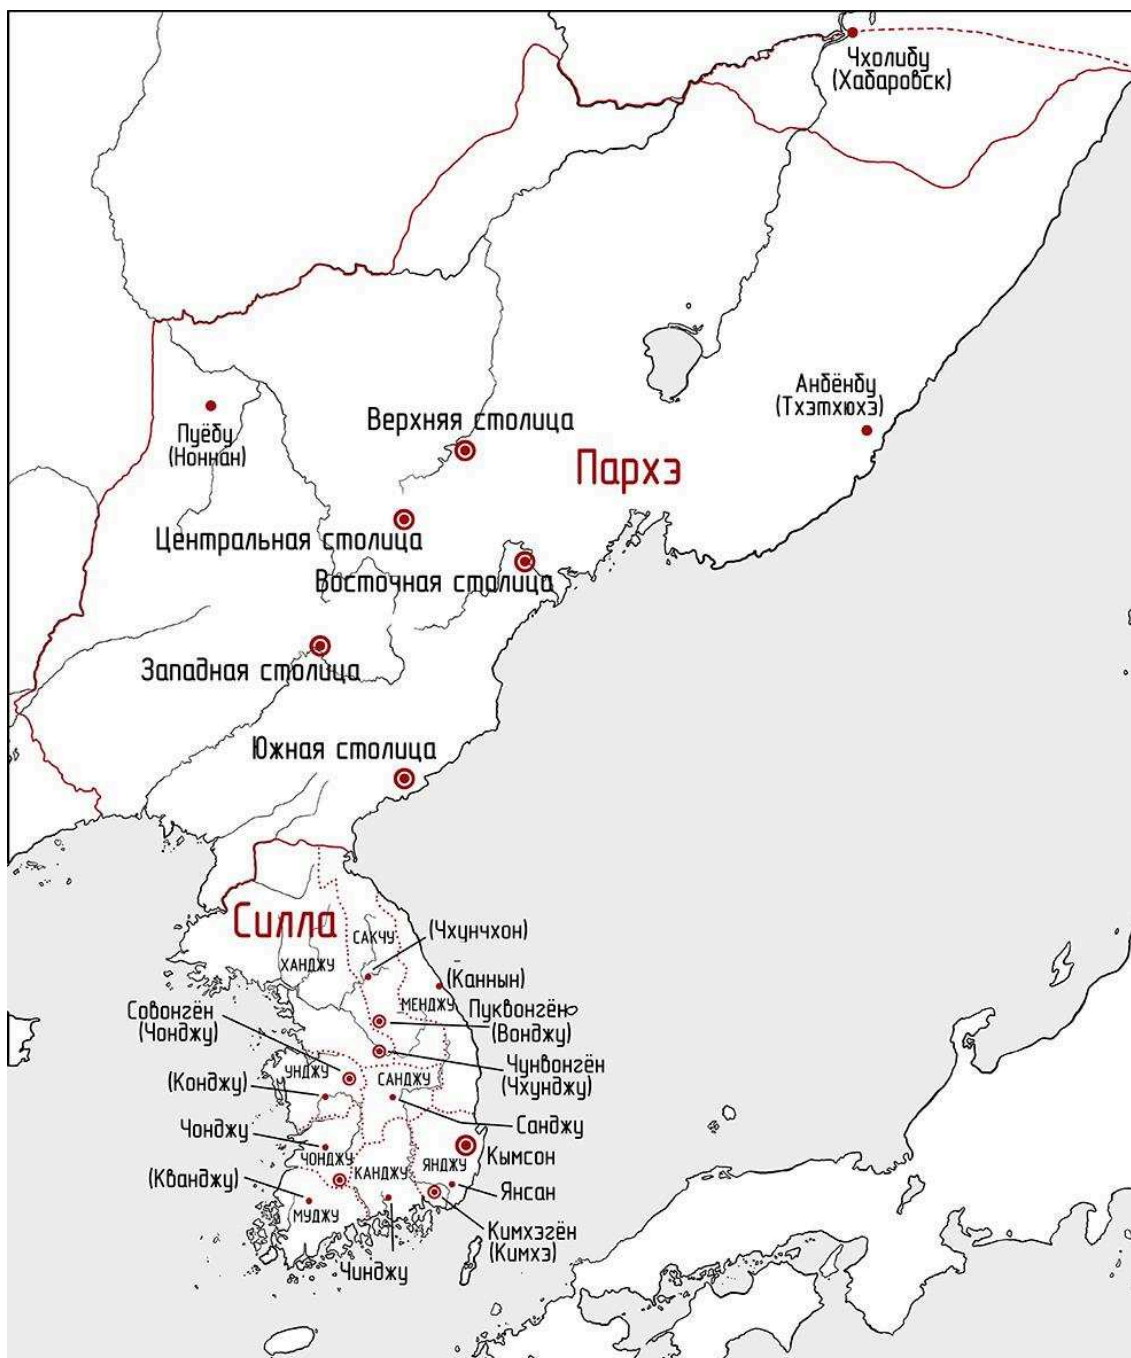 Чхолибу
(Хабаровск)
Анбёнбу
(Тхэтхюхэ)
Пуёбу
(Ноннан)
Верхняя столица
Пархэ
Центральная столица
Восточная столица
Западная столица
Южная столица
Силла
САКЧУ
(Чхунчхон)
ХАНДЖУ
(Каннын)
МЕНДЖУ
Совонгён
(Чонджу)
Пуквонгён
(Вонджу)
УНДЖУ
Чунвонгён
(Чхунджу)
САНДЖУ
(Конджу)
Санджу
Чонджу
ЧОНДЖУ
КАНДЖУ
ЯНДЖУ
Кымсон
(Кванджу)
Янсан
МУДЖУ
Кимхэгён
(Кимхэ)
Чинджу